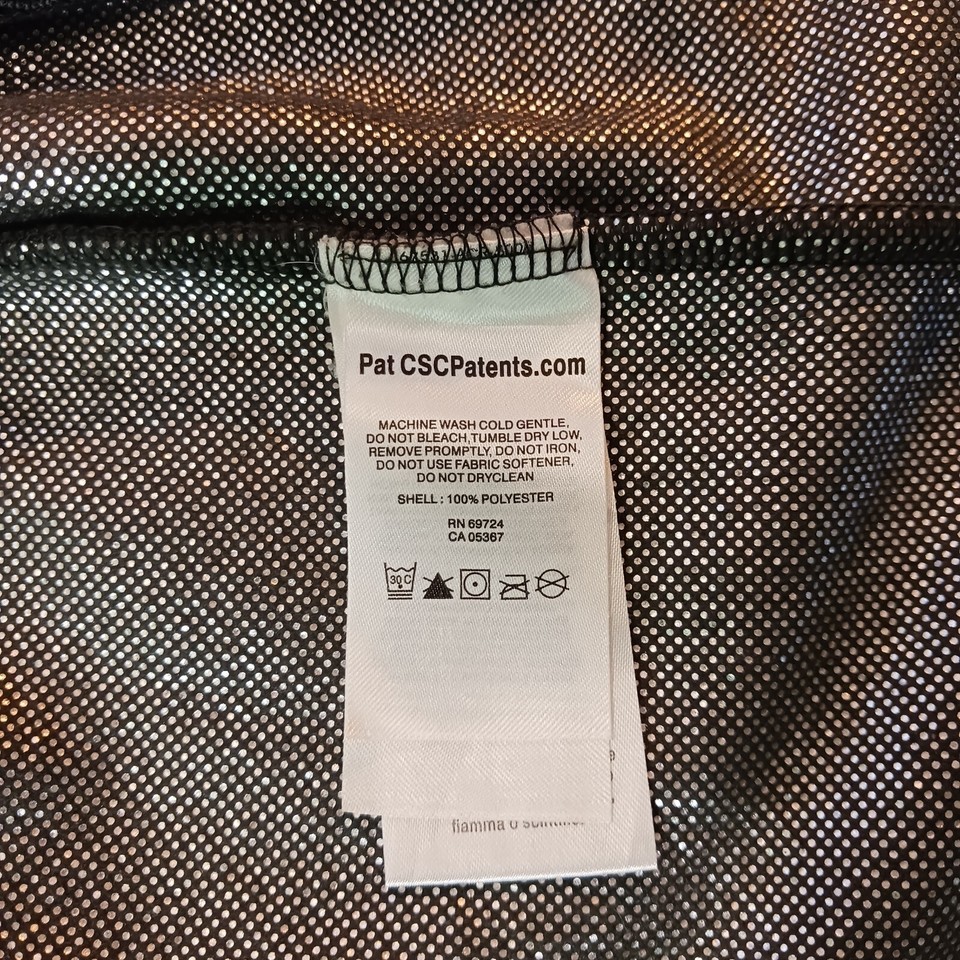 Pat CSCPatents.com
MACHINE WASH COLD GENTLE,
DO NOT BLEACH,TUMBLE DRY LOW,
REMOVE PROMPTLY, DO NOT IRON,
DO NOT USE FABRIC SOFTENER,
DO NOT DRYCLEAN
SHELL : 100% POLYESTER
RN 69724
CA 05367
30 C
fiamma o